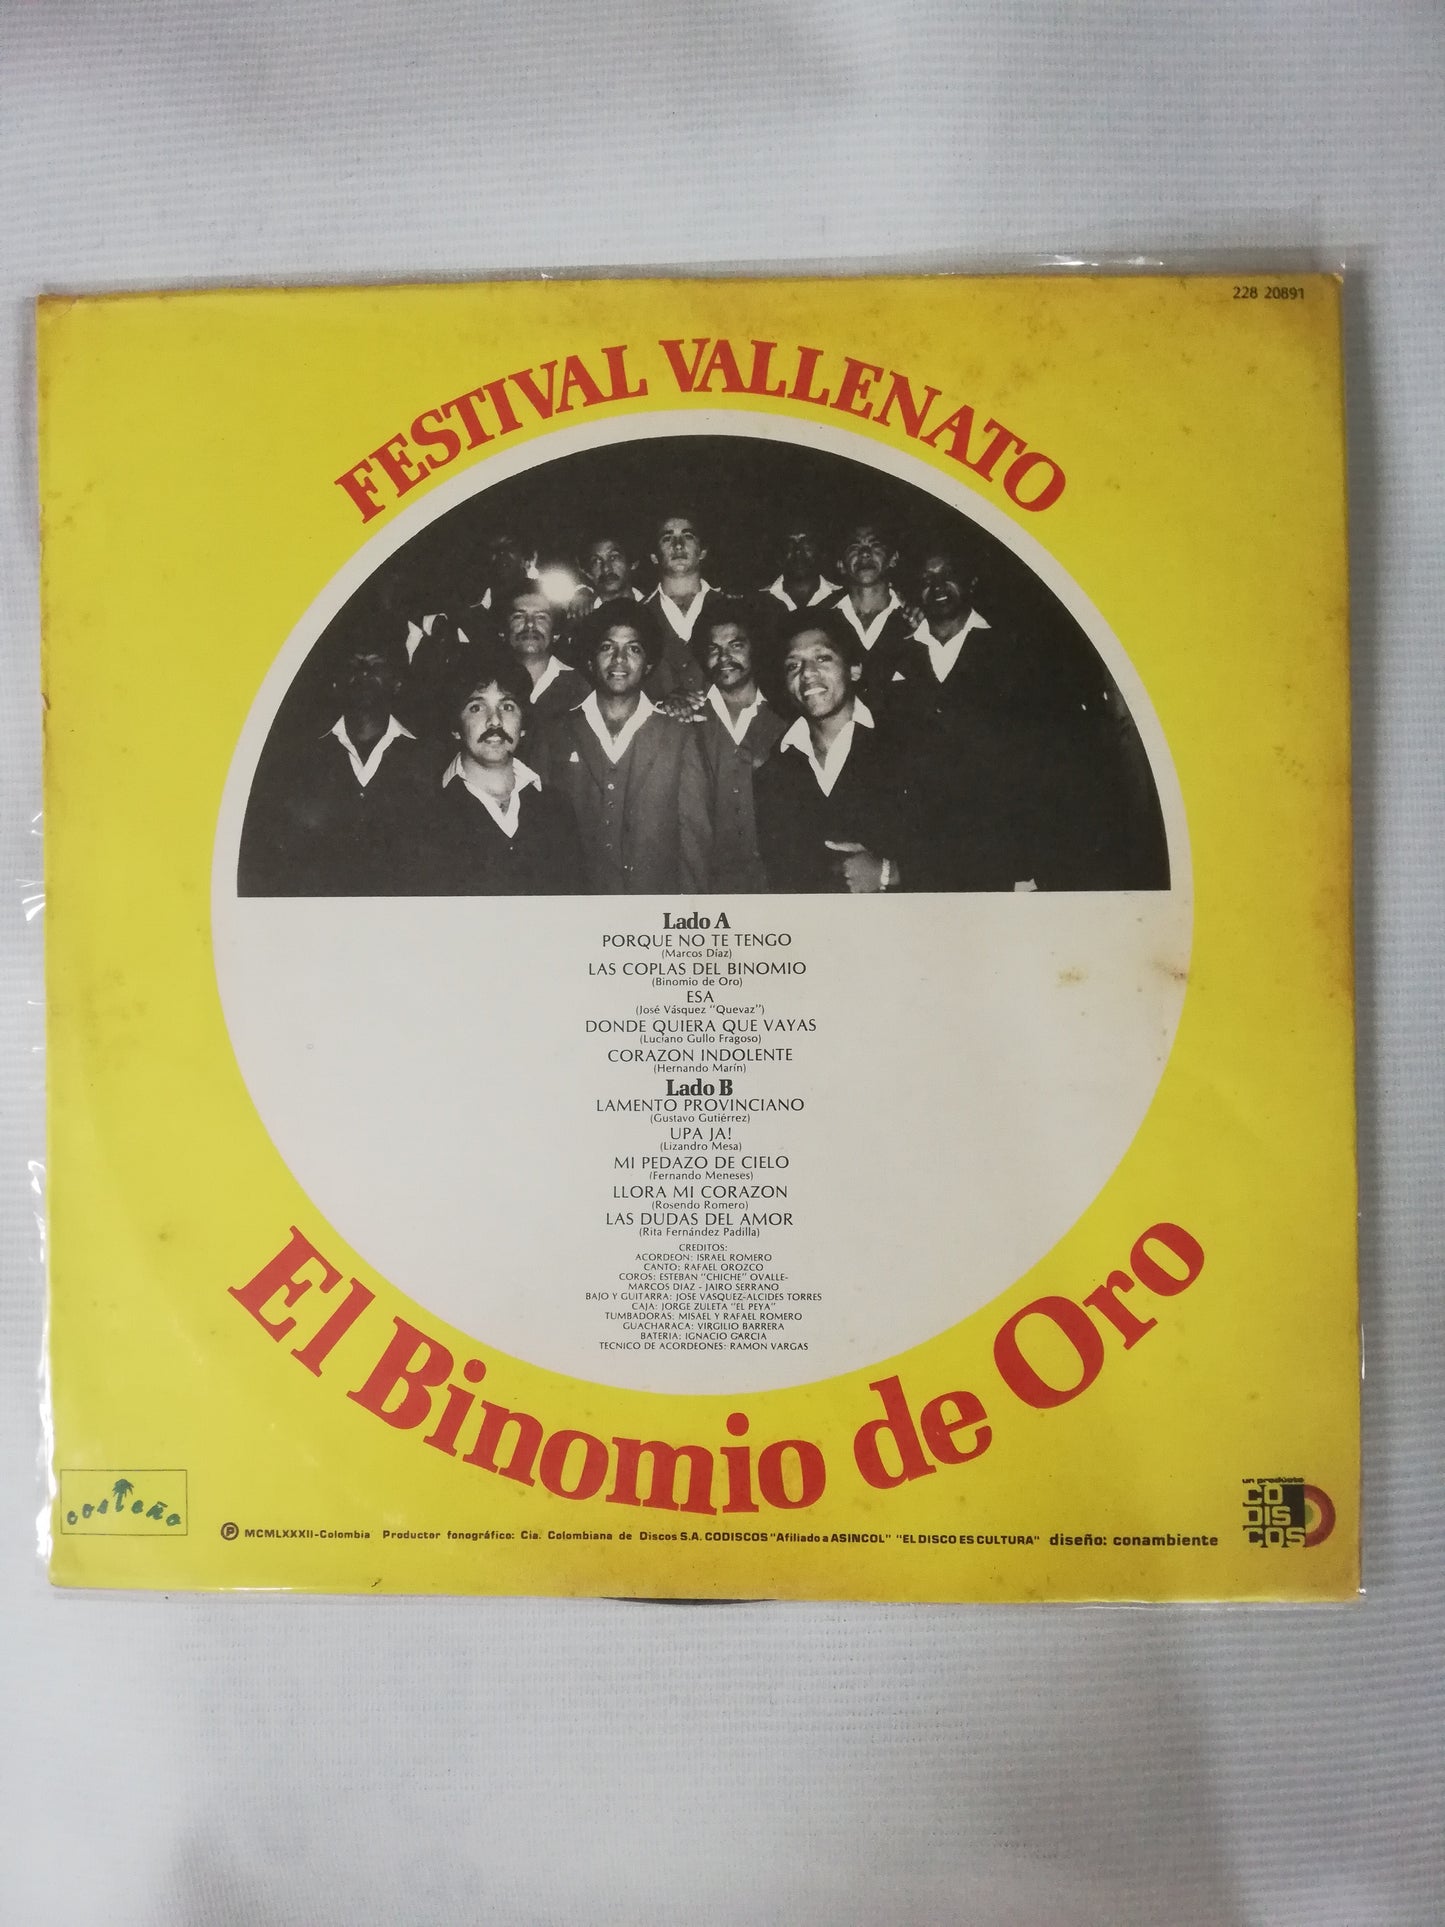 228 20891
FESTIVAL VALLENATO
Lado A
PORQUE NO TE TENGO
(Marcos Díaz)
LAS COPLAS DEL BINOMIO
(Binomio de Oro)
ESA
(José Vásquez "Quevaz")
DONDE QUIERA QUE VAYAS
(Luciano Gullo Fragoso)
CORAZON INDOLENTE
(Hernando Marín)
Lado B
LAMENTO PROVINCIANO
(Gustavo Gutiérrez)
UPA JA!
(Lizandro Mesa)
MI PEDAZO DE CIELO
(Fernando Meneses)
LLORA MI CORAZON
(Rosendo Romero)
LAS DUDAS DEL AMOR
(Rita Fernández Padilla)
CREDITOS:
ACORDEON: ISRAEL ROMERO
CANTO: RAFAEL OROZCO
COROS: ESTEBAN "CHICHE" OVALLE-
MARCOS DIAZ - JAIRO SERRANO
BAJO Y GUITARRA: JOSE VASQUEZ-ALCIDES TORRES
CAJA: JORGE ZULETA "EL PEYA"
TUMBADORAS: MISAEL Y RAFAEL ROMERO
GUACHARACA: VIRGILIO BARRERA
BATERIA: IGNACIO GARCIA
TECNICO DE ACORDEONES: RAMON VARGAS
El Binomio de Oro
costeño
℗ MCMLXXXII-Colombia Productor fonográfico: Cia. Colombiana de Discos S.A. CODISCOS "Afiliado a ASINCOL" "EL DISCO ES CULTURA" diseño: conambiente
un producto
CO
DIS
COS